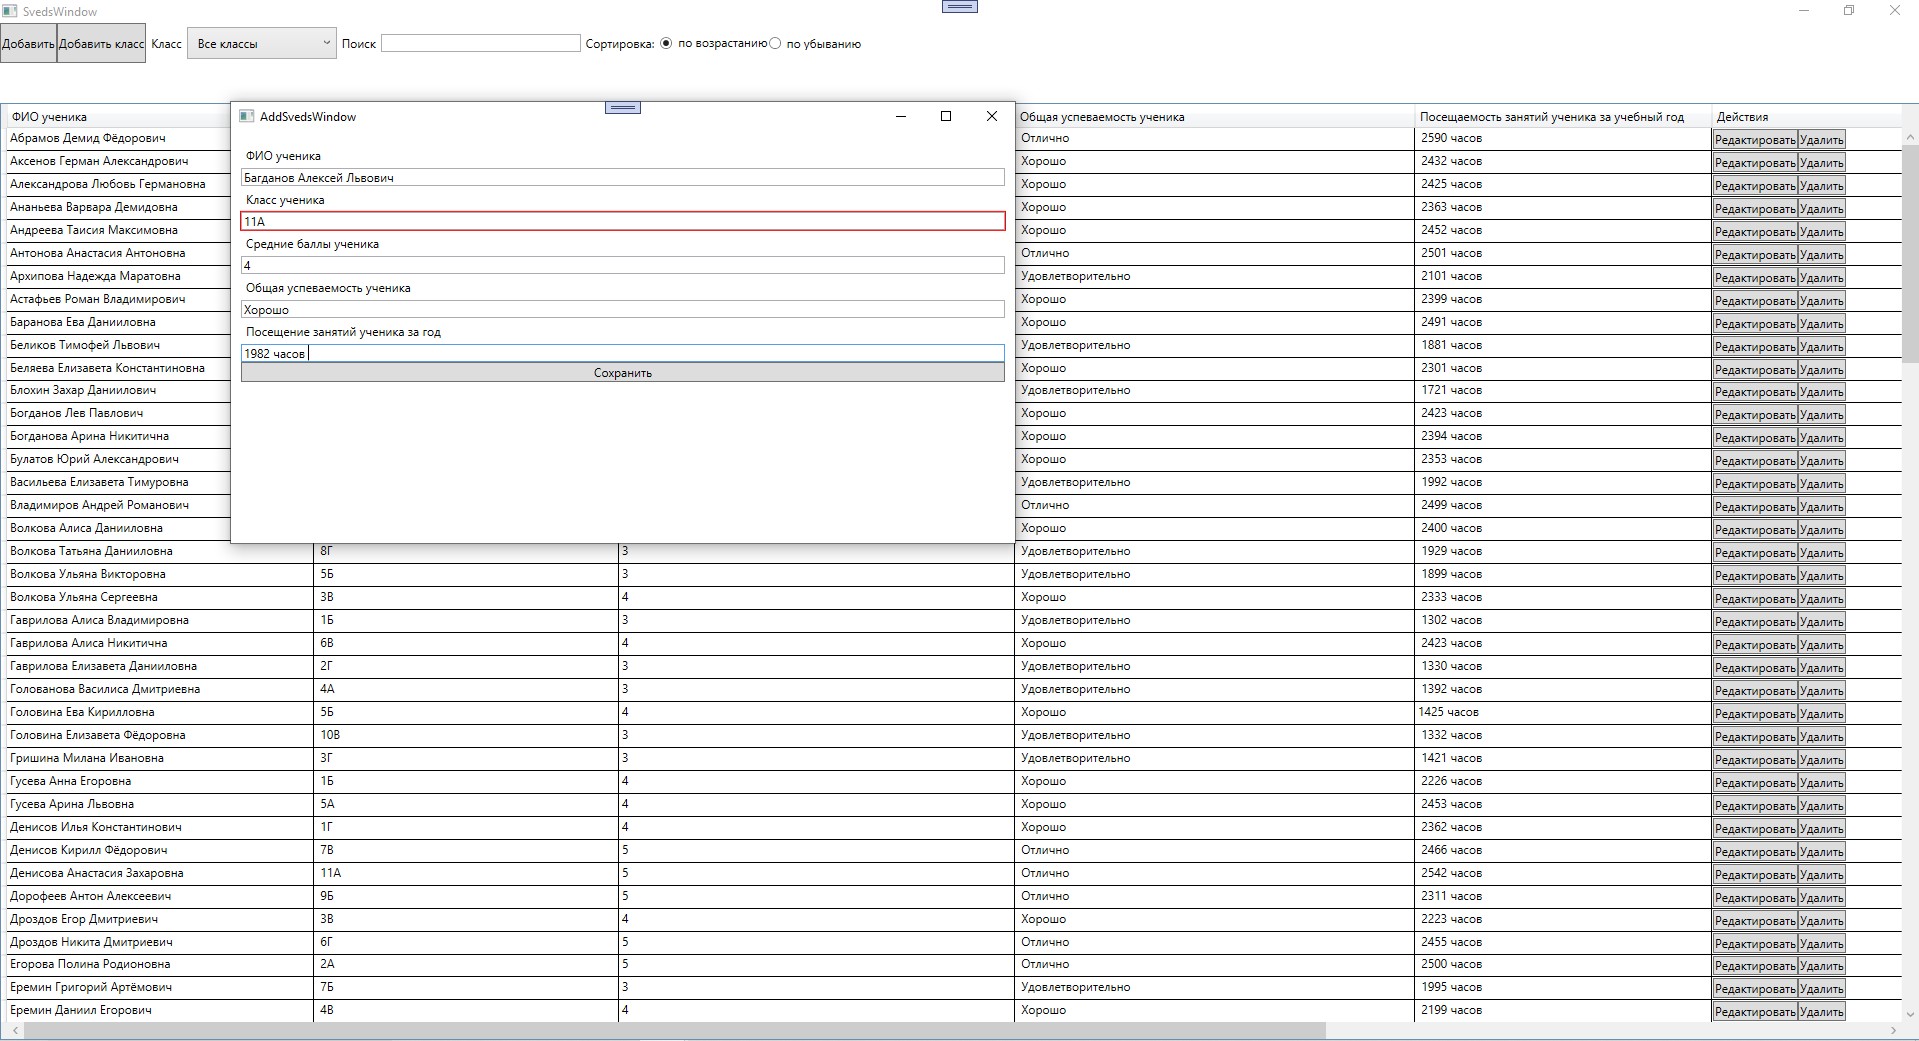 SvedsWindow
Добавить Добавить класс Класс Все классы Поиск Сортировка: по возрастанию по убыванию
ФИО ученика Общая успеваемость ученика Посещаемость занятий ученика за учебный год Действия
AddSvedsWindow
ФИО ученика
Багданов Алексей Львович
Класс ученика
11А
Средние баллы ученика
4
Общая успеваемость ученика
Хорошо
Посещение занятий ученика за год
1982 часов
Сохранить
Абрамов Демид Фёдорович Отлично 2590 часов Редактировать Удалить
Аксенов Герман Александрович Хорошо 2432 часов Редактировать Удалить
Александрова Любовь Германовна Хорошо 2425 часов Редактировать Удалить
Ананьева Варвара Демидовна Хорошо 2363 часов Редактировать Удалить
Андреева Таисия Максимовна Хорошо 2452 часов Редактировать Удалить
Антонова Анастасия Антоновна Отлично 2501 часов Редактировать Удалить
Архипова Надежда Маратовна Удовлетворительно 2101 часов Редактировать Удалить
Астафьев Роман Владимирович Хорошо 2399 часов Редактировать Удалить
Баранова Ева Данииловна Хорошо 2491 часов Редактировать Удалить
Беликов Тимофей Львович Удовлетворительно 1881 часов Редактировать Удалить
Беляева Елизавета Константиновна Хорошо 2301 часов Редактировать Удалить
Блохин Захар Даниилович Удовлетворительно 1721 часов Редактировать Удалить
Богданов Лев Павлович Хорошо 2423 часов Редактировать Удалить
Богданова Арина Никитична Хорошо 2394 часов Редактировать Удалить
Булатов Юрий Александрович Хорошо 2353 часов Редактировать Удалить
Васильева Елизавета Тимуровна Удовлетворительно 1992 часов Редактировать Удалить
Владимиров Андрей Романович Отлично 2499 часов Редактировать Удалить
Волкова Алиса Данииловна Хорошо 2400 часов Редактировать Удалить
Волкова Татьяна Данииловна 8Г 3 Удовлетворительно 1929 часов Редактировать Удалить
Волкова Ульяна Викторовна 5Б 3 Удовлетворительно 1899 часов Редактировать Удалить
Волкова Ульяна Сергеевна 3В 4 Хорошо 2333 часов Редактировать Удалить
Гаврилова Алиса Владимировна 1Б 3 Удовлетворительно 1302 часов Редактировать Удалить
Гаврилова Алиса Никитична 6В 4 Хорошо 2423 часов Редактировать Удалить
Гаврилова Елизавета Данииловна 2Г 3 Удовлетворительно 1330 часов Редактировать Удалить
Голованова Василиса Дмитриевна 4А 3 Удовлетворительно 1392 часов Редактировать Удалить
Головина Ева Кирилловна 5Б 4 Хорошо 1425 часов Редактировать Удалить
Головина Елизавета Фёдоровна 10В 3 Удовлетворительно 1332 часов Редактировать Удалить
Гришина Милана Ивановна 3Г 3 Удовлетворительно 1421 часов Редактировать Удалить
Гусева Анна Егоровна 1Б 4 Хорошо 2226 часов Редактировать Удалить
Гусева Арина Львовна 5А 4 Хорошо 2453 часов Редактировать Удалить
Денисов Илья Константинович 1Г 4 Хорошо 2362 часов Редактировать Удалить
Денисов Кирилл Фёдорович 7В 5 Отлично 2466 часов Редактировать Удалить
Денисова Анастасия Захаровна 11А 5 Отлично 2542 часов Редактировать Удалить
Дорофеев Антон Алексеевич 9Б 5 Отлично 2311 часов Редактировать Удалить
Дроздов Егор Дмитриевич 3В 4 Хорошо 2223 часов Редактировать Удалить
Дроздов Никита Дмитриевич 6Г 5 Отлично 2455 часов Редактировать Удалить
Егорова Полина Родионовна 2А 5 Отлично 2500 часов Редактировать Удалить
Еремин Григорий Артёмович 7Б 3 Удовлетворительно 1995 часов Редактировать Удалить
Еремин Даниил Егорович 4В 4 Хорошо 2199 часов Редактировать Удалить